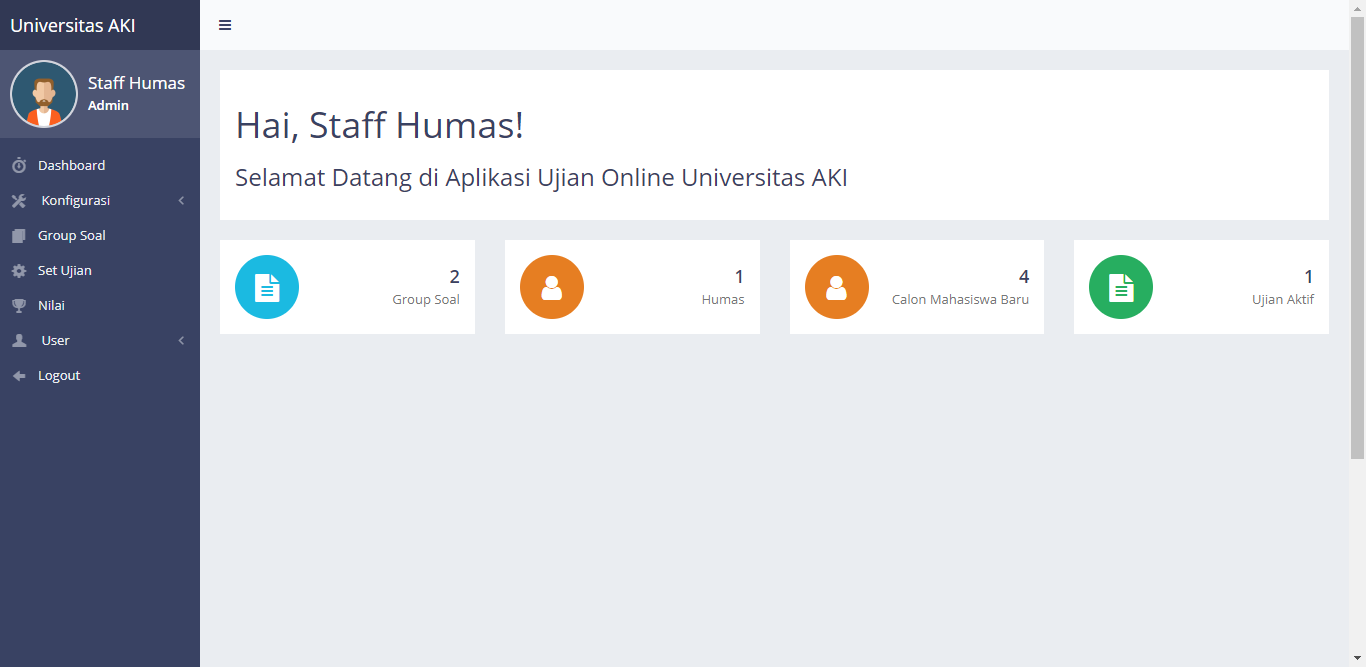 Universitas AKI
Staff Humas
Admin
Dashboard
Konfigurasi
Group Soal
Set Ujian
Nilai
User
Logout
Hai, Staff Humas!
Selamat Datang di Aplikasi Ujian Online Universitas AKI
2
Group Soal
1
Humas
4
Calon Mahasiswa Baru
1
Ujian Aktif